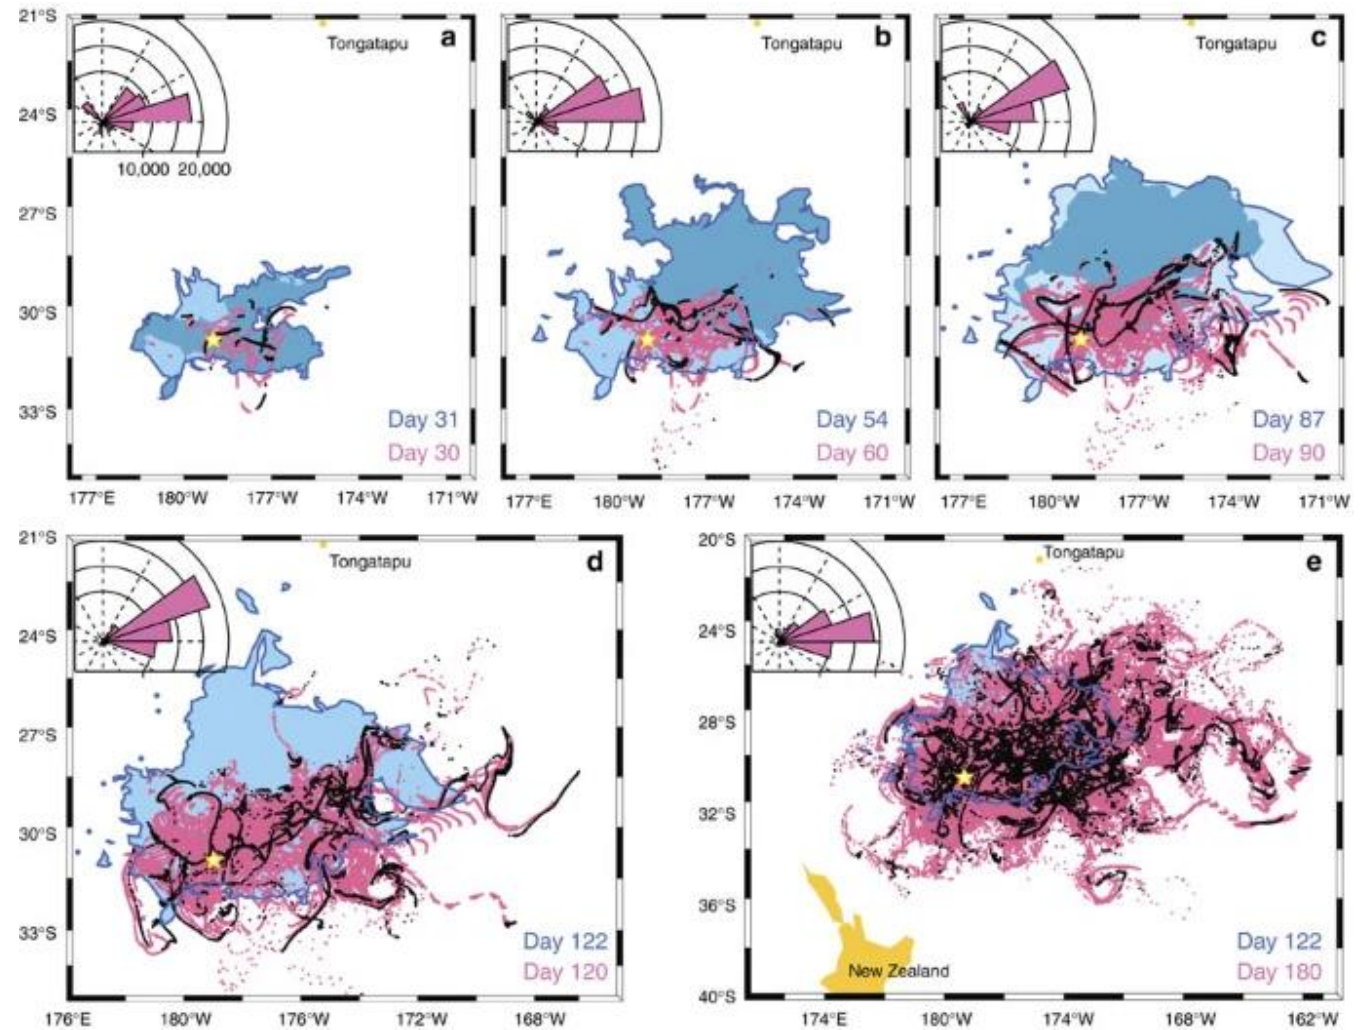 21°S
Tongatapu a
Tongatapu b
Tongatapu c
24°S
10,000 20,000
27°S
30°S
33°S
Day 31
Day 30
Day 54
Day 60
Day 87
Day 90
177°E 180°W 177°W 174°W 171°W
177°E 180°W 177°W 174°W 171°W
177°E 180°W 177°W 174°W 171°W
21°S
Tongatapu d
24°S
27°S
30°S
33°S
Day 122
Day 120
176°E 180°W 176°W 172°W 168°W
20°S
Tongatapu e
24°S
28°S
32°S
36°S
40°S
New Zealand
Day 122
Day 180
174°E 180°W 174°W 168°W 162°W